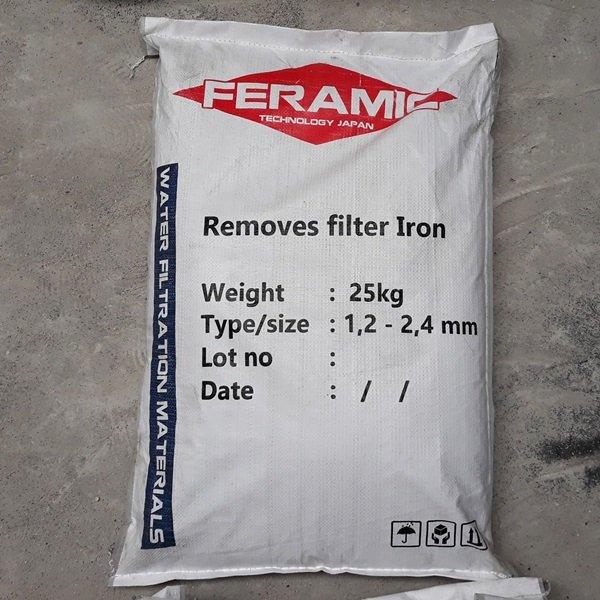 FERAMIC
TECHNOLOGY JAPAN
WATER FILTRATION MATERIALS
Removes filter Iron
Weight : 25kg
Type/size : 1,2 - 2,4 mm
Lot no :
Date : / /